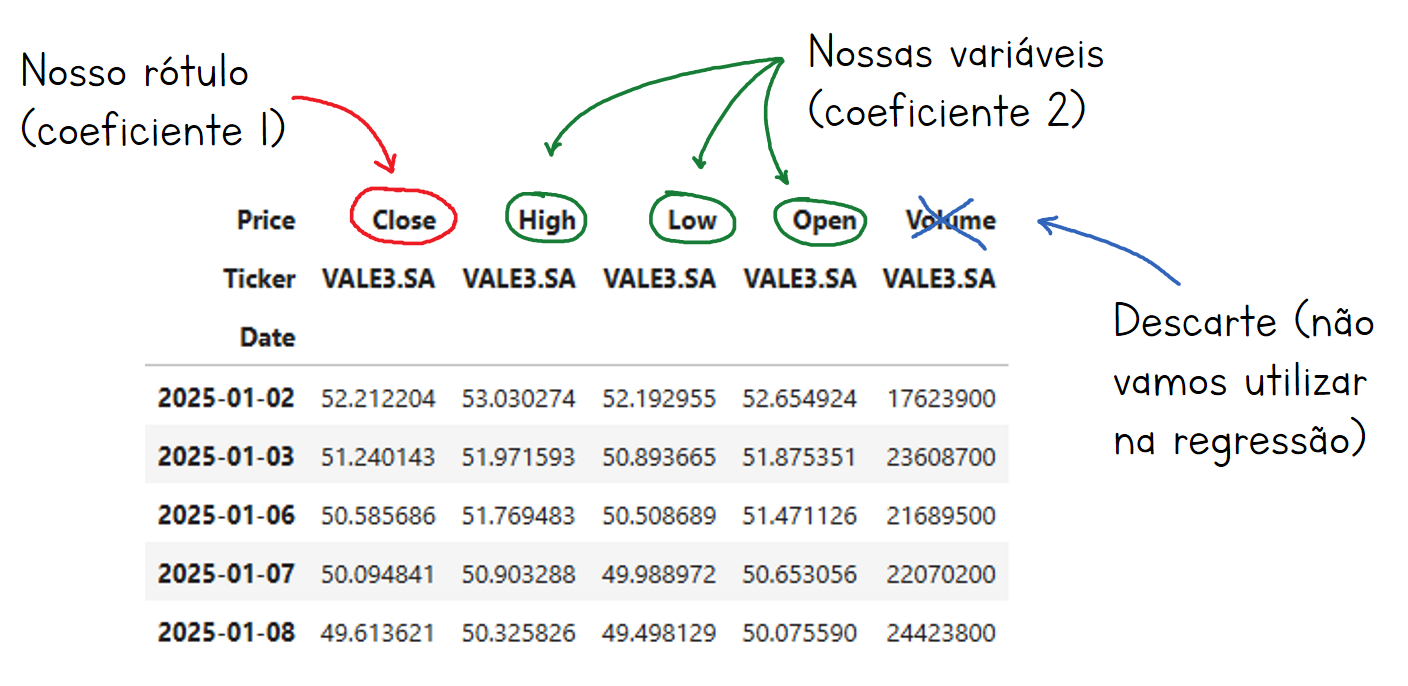 Nosso rótulo
(coeficiente 1)
Nossas variáveis
(coeficiente 2)
Price Close High Low Open Volume
Ticker VALE3.SA VALE3.SA VALE3.SA VALE3.SA VALE3.SA
Date
2025-01-02 52.212204 53.030274 52.192955 52.654924 17623900
2025-01-03 51.240143 51.971593 50.893665 51.875351 23608700
2025-01-06 50.585686 51.769483 50.508689 51.471126 21689500
2025-01-07 50.094841 50.903288 49.988972 50.653056 22070200
2025-01-08 49.613621 50.325826 49.498129 50.075590 24423800
Descarte (não
vamos utilizar
na regressão)